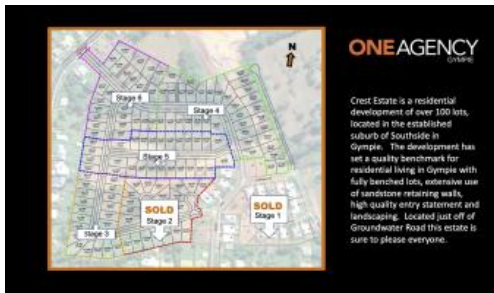 N
ONEAGENCY
GYMPIE
Stage 6
Stage 4
Stage 5
SOLD
Stage 2
SOLD
Stage 1
Stage 3
Crest Estate is a residential
development of over 100 lots,
located in the established
suburb of Southside in
Gympie. The development has
set a quality benchmark for
residential living in Gympie with
fully benched lots, extensive use
of sandstone retaining walls,
high quality entry statement and
landscaping. Located just off of
Groundwater Road this estate is
sure to please everyone.